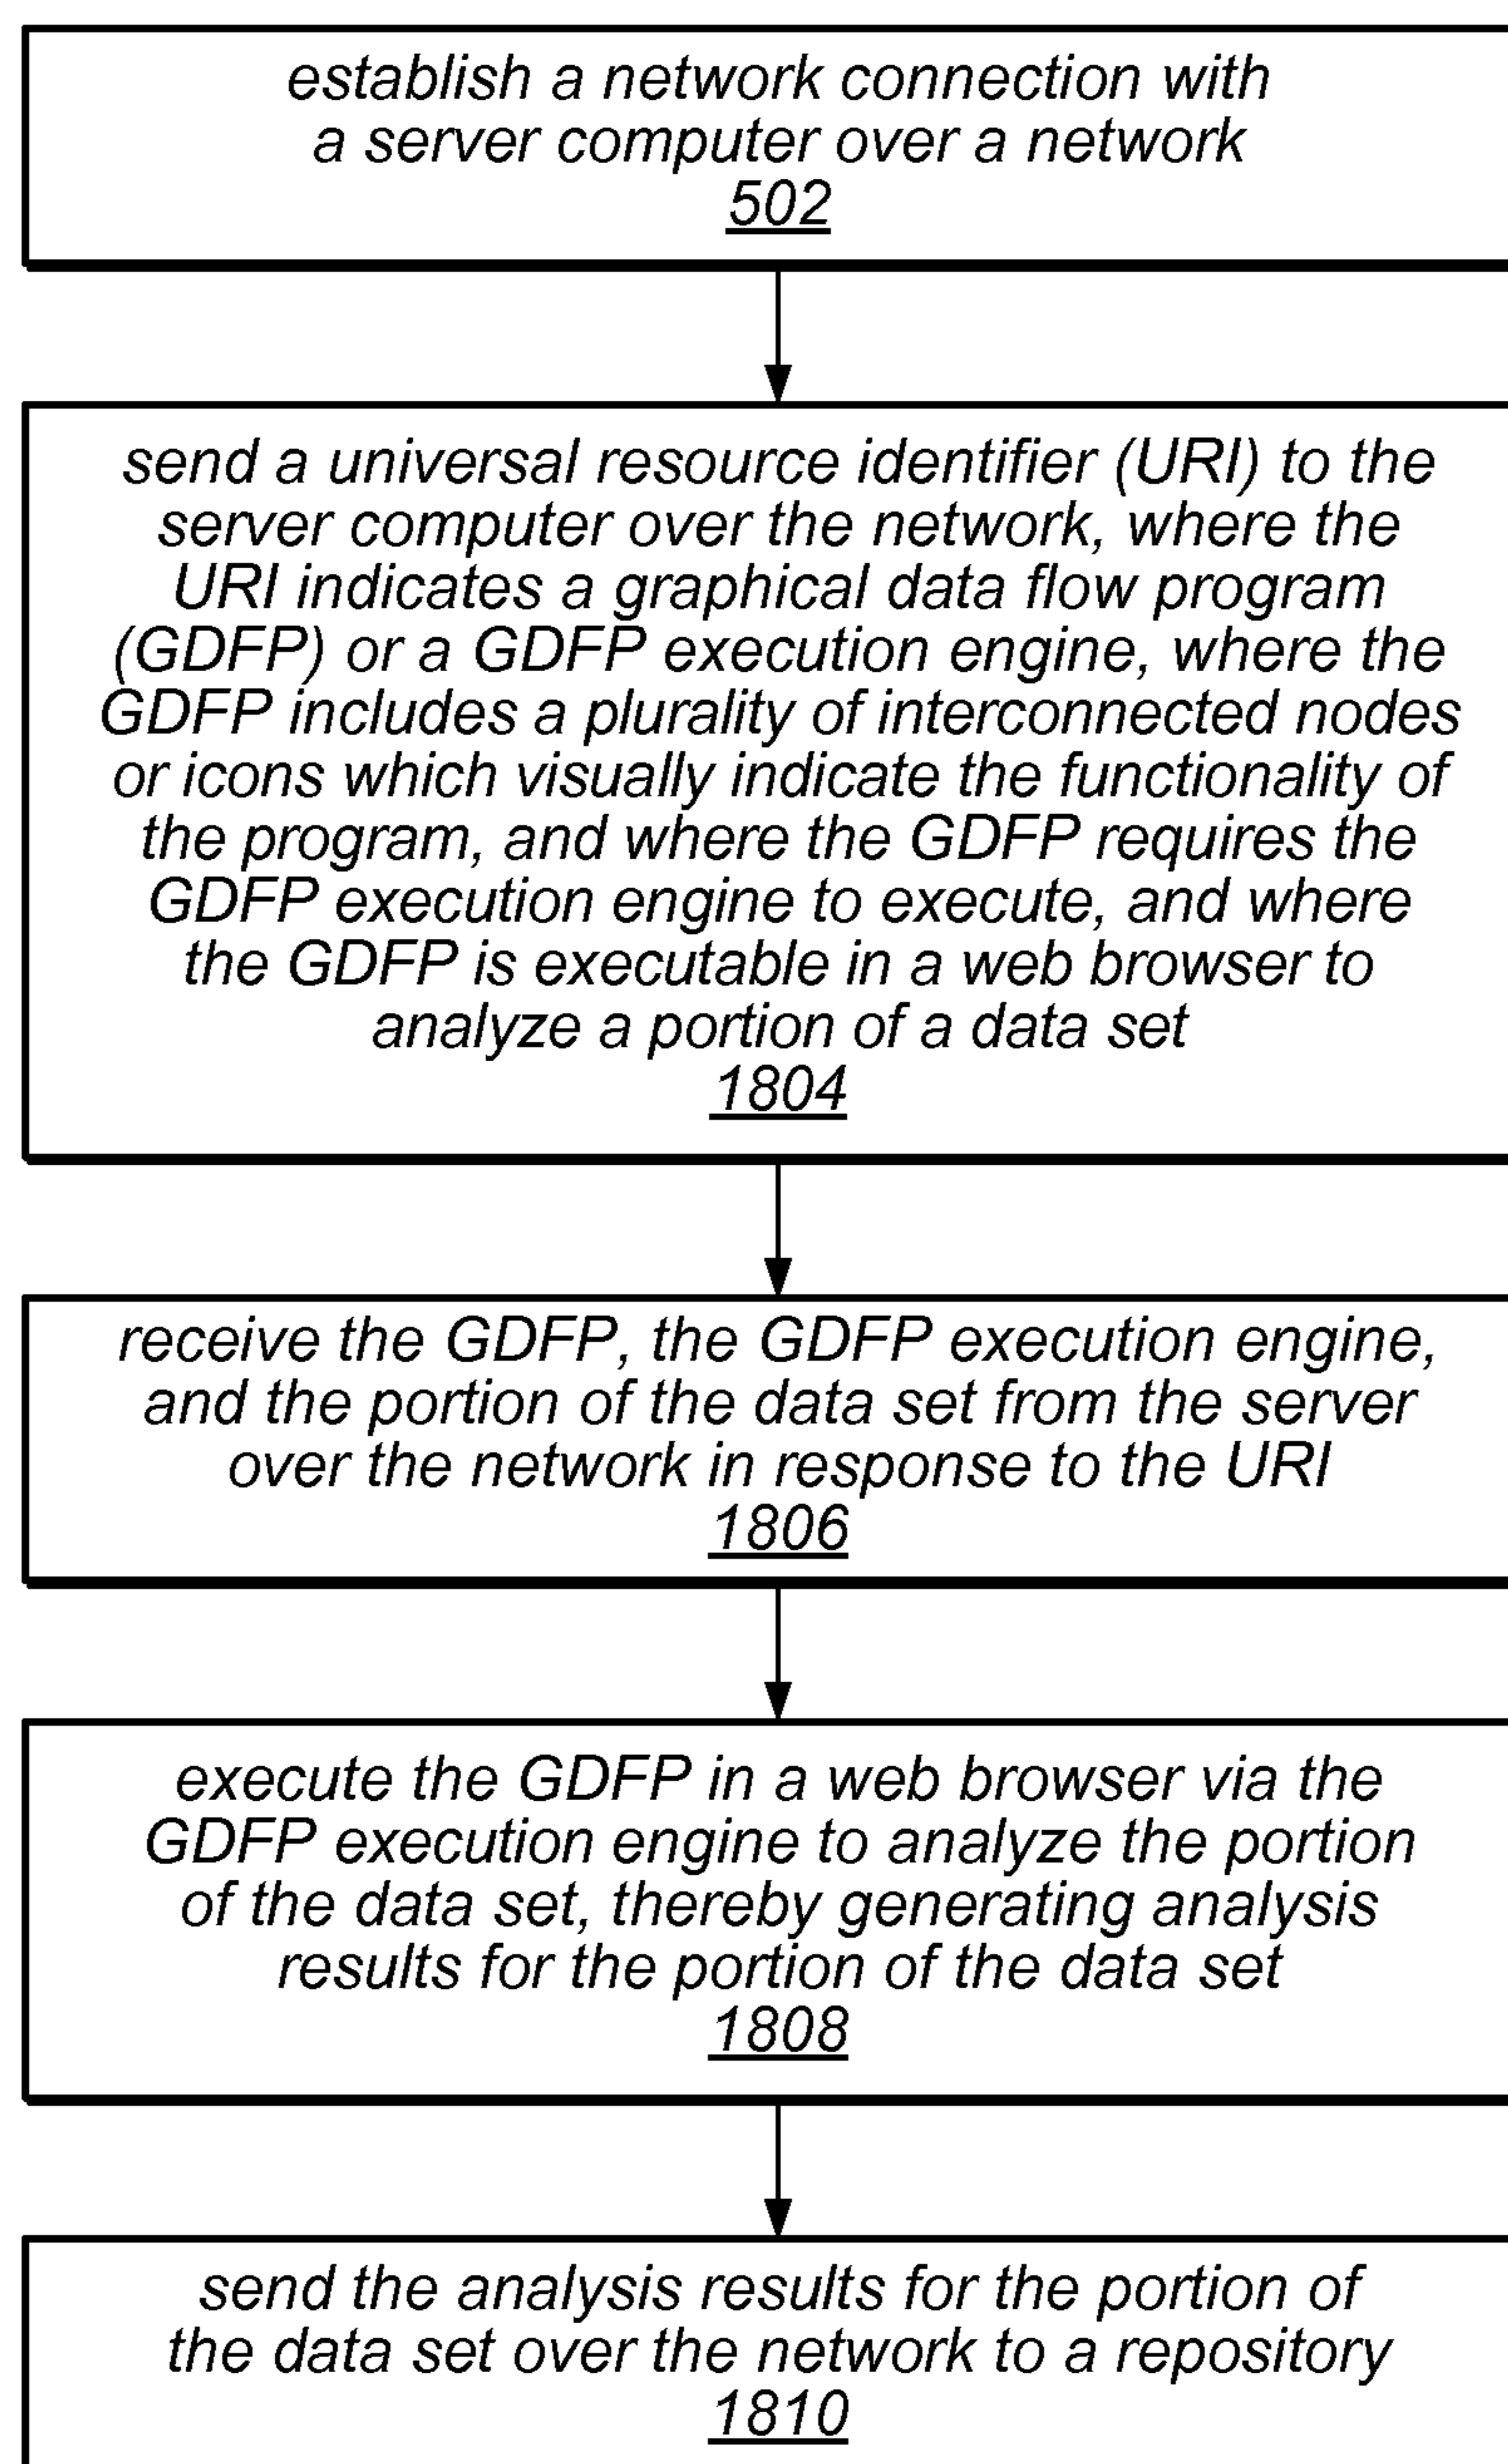 establish a network connection with
a server computer over a network
502
send a universal resource identifier (URI) to the
server computer over the network, where the
URI indicates a graphical data flow program
(GDFP) or a GDFP execution engine, where the
GDFP includes a plurality of interconnected nodes
or icons which visually indicate the functionality of
the program, and where the GDFP requires the
GDFP execution engine to execute, and where
the GDFP is executable in a web browser to
analyze a portion of a data set
1804
receive the GDFP, the GDFP execution engine,
and the portion of the data set from the server
over the network in response to the URI
1806
execute the GDFP in a web browser via the
GDFP execution engine to analyze the portion
of the data set, thereby generating analysis
results for the portion of the data set
1808
send the analysis results for the portion of
the data set over the network to a repository
1810